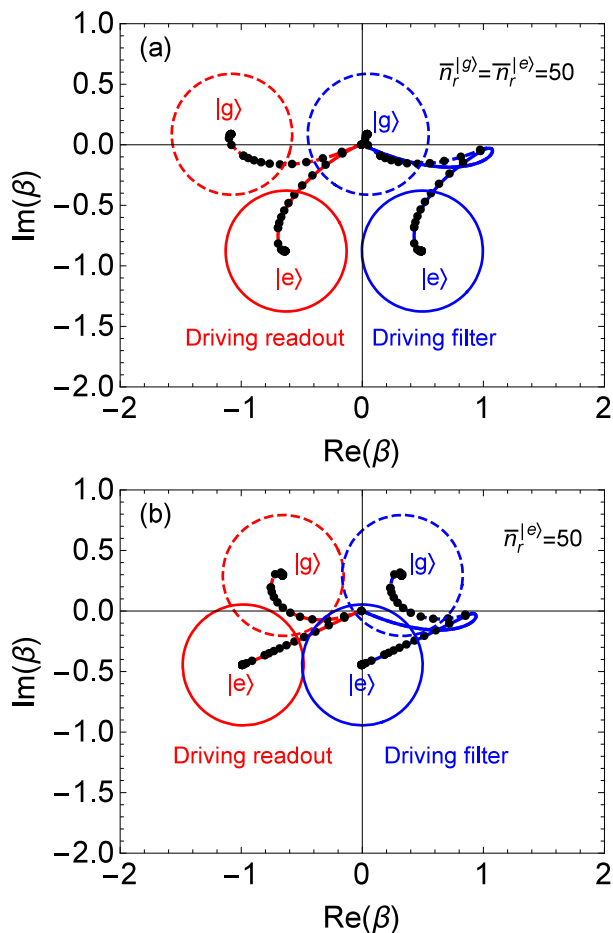 (a)
n̅ᵣ^|g⟩=n̅ᵣ^|e⟩=50
|g⟩ |g⟩
|e⟩ |e⟩
Driving readout Driving filter
1.0
0.5
0.0
−0.5
−1.0
−1.5
−2.0
Im(β)
−2 −1 0 1 2
Re(β)
(b)
n̅ᵣ^|e⟩=50
|g⟩ |g⟩
|e⟩ |e⟩
Driving readout Driving filter
1.0
0.5
0.0
−0.5
−1.0
−1.5
−2.0
Im(β)
−2 −1 0 1 2
Re(β)